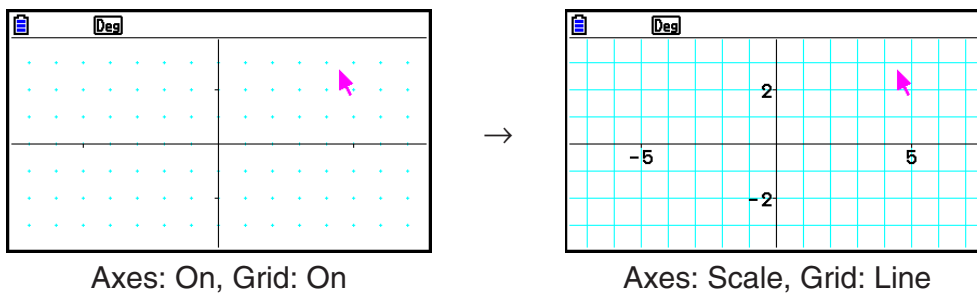 Deg
→
Deg
2
-5
5
-2
Axes: On, Grid: On
Axes: Scale, Grid: Line